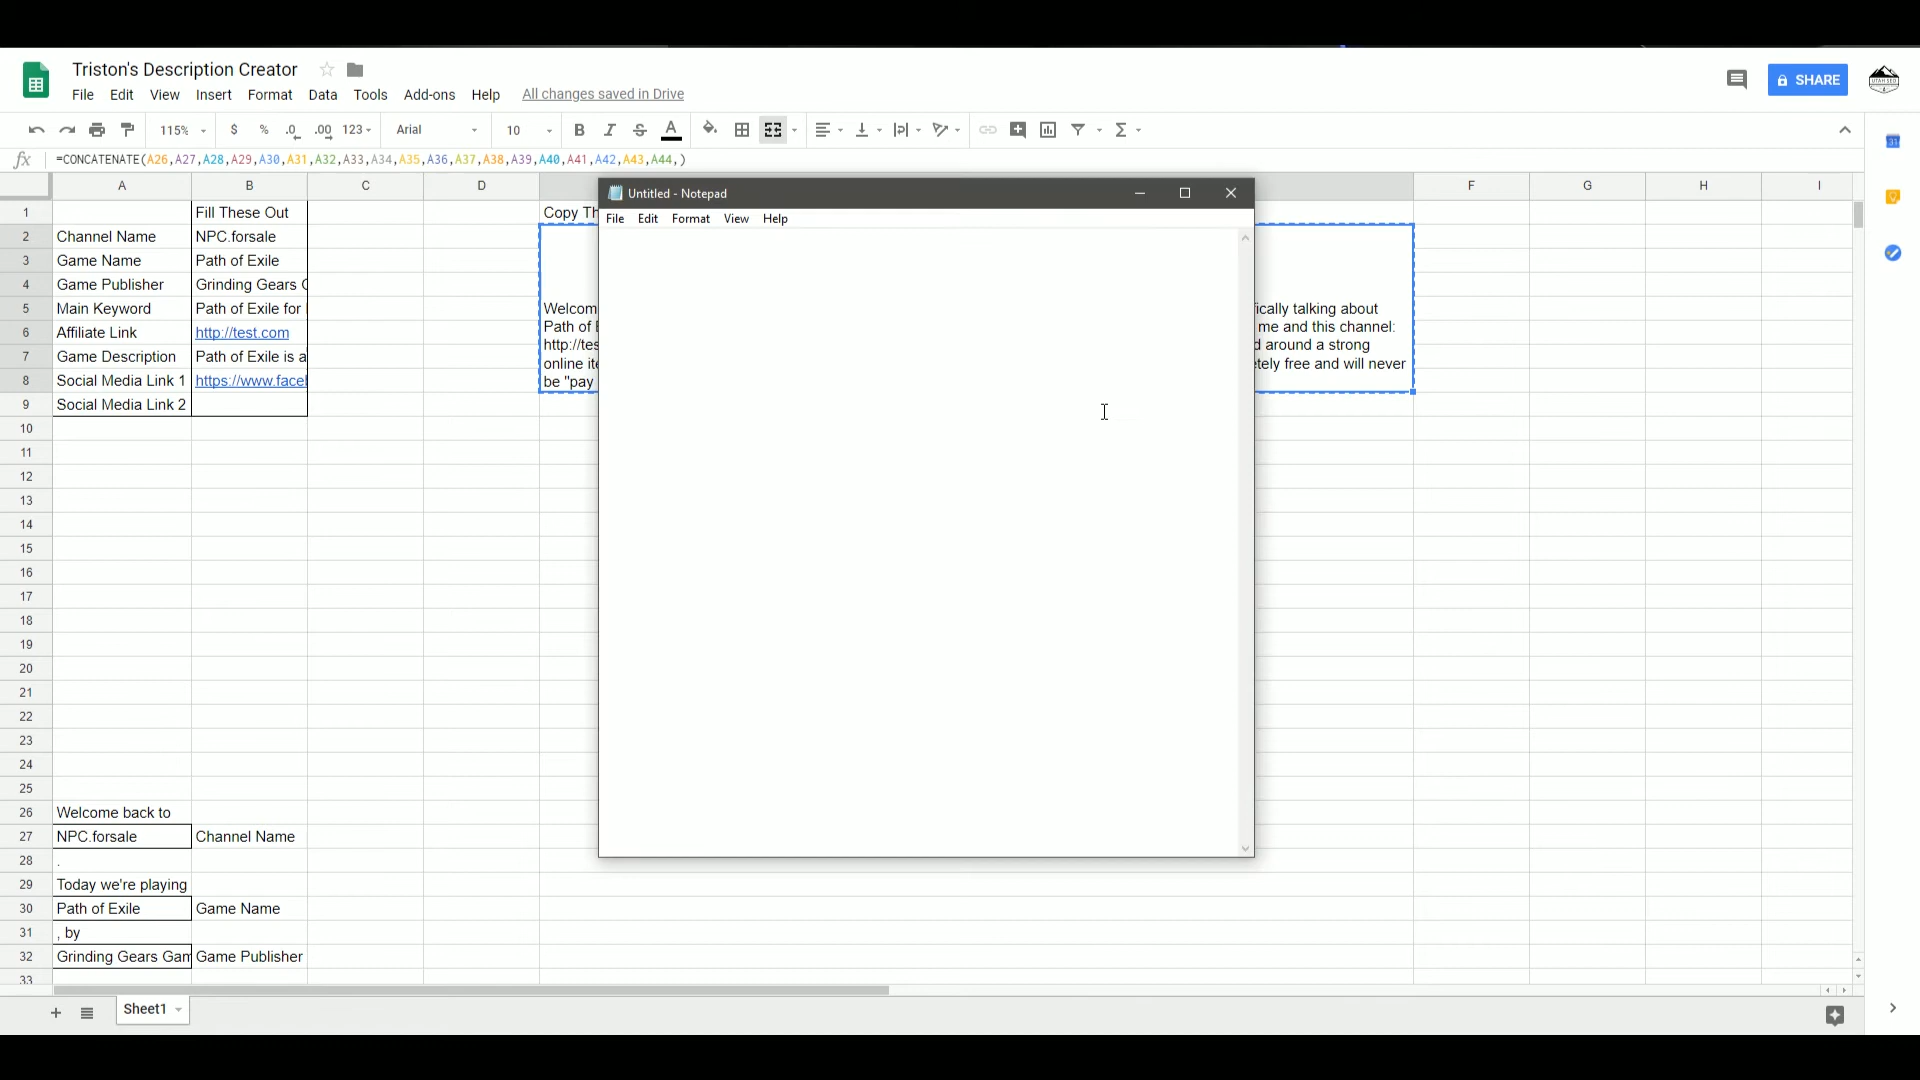 Triston's Description Creator
File Edit View Insert Format Data Tools Add-ons Help All changes saved in Drive
SHARE
115% $ % .0 .00 123 Arial 10 B I S A Σ
fx =CONCATENATE(A26,A27,A28,A29,A30,A31,A32,A33,A34,A35,A36,A37,A38,A39,A40,A41,A42,A43,A44,)
A B C D F G H I
Untitled - Notepad
File Edit Format View Help
1 Fill These Out Copy Th
2 Channel Name NPC.forsale
3 Game Name Path of Exile
4 Game Publisher Grinding Gears
5 Main Keyword Path of Exile for
6 Affiliate Link http://test.com
7 Game Description Path of Exile is a
8 Social Media Link 1 https://www.face
9 Social Media Link 2
Welcom ically talking about
Path of me and this channel:
http://tes d around a strong
online ite etely free and will never
be "pay
10
11
12
13
14
15
16
17
18
19
20
21
22
23
24
25
26 Welcome back to
27 NPC.forsale Channel Name
28 .
29 Today we're playing
30 Path of Exile Game Name
31 , by
32 Grinding Gears Gam Game Publisher
33
Sheet1